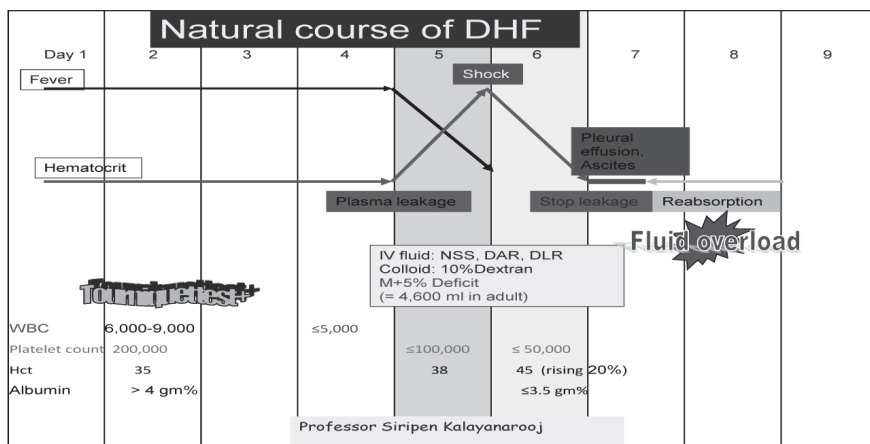 Natural course of DHF
Day 1 2 3 4 5 6 7 8 9
Fever
Shock
Hematocrit
Pleural
effusion,
Ascites
Plasma leakage
Stop leakage
Reabsorption
Fluid overload
IV fluid: NSS, DAR, DLR
Colloid: 10%Dextran
M+5% Deficit
(= 4,600 ml in adult)
WBC 6,000-9,000 ≤5,000
Platelet count 200,000 ≤100,000 ≤ 50,000
Hct 35 38 45 (rising 20%)
Albumin > 4 gm% ≤3.5 gm%
Professor Siripen Kalayanarooj